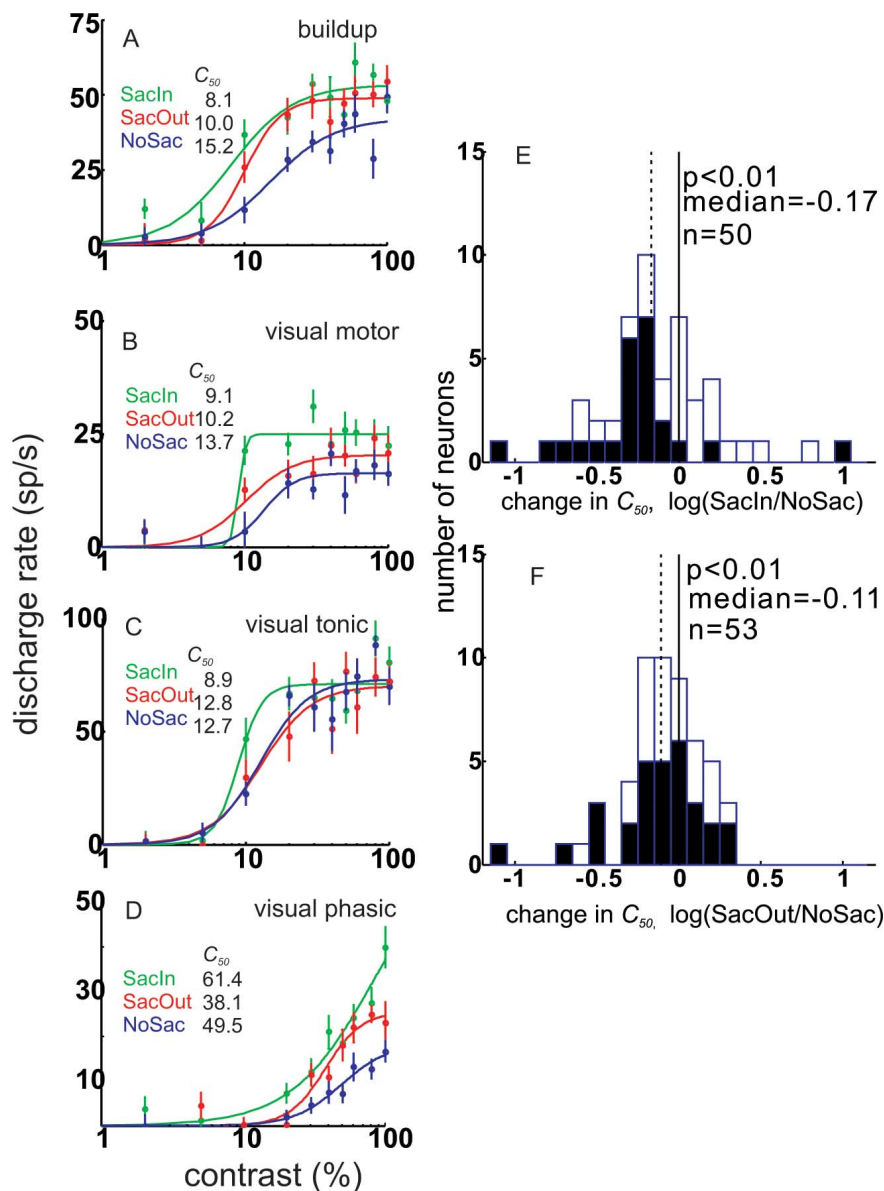 discharge rate (sp/s)
A
buildup
C50
SacIn 8.1
SacOut 10.0
NoSac 15.2
75
50
25
0
1 10 100
B
visual motor
C50
SacIn 9.1
SacOut 10.2
NoSac 13.7
50
25
0
1 10 100
C
visual tonic
C50
SacIn 8.9
SacOut 12.8
NoSac 12.7
100
50
0
1 10 100
D
visual phasic
C50
SacIn 61.4
SacOut 38.1
NoSac 49.5
50
40
30
20
10
1 10 100
contrast (%)
number of neurons
E
p<0.01
median=-0.17
n=50
15
10
5
0
-1 -0.5 0 0.5 1
change in C50, log(SacIn/NoSac)
F
p<0.01
median=-0.11
n=53
15
10
5
0
-1 -0.5 0 0.5 1
change in C50, log(SacOut/NoSac)